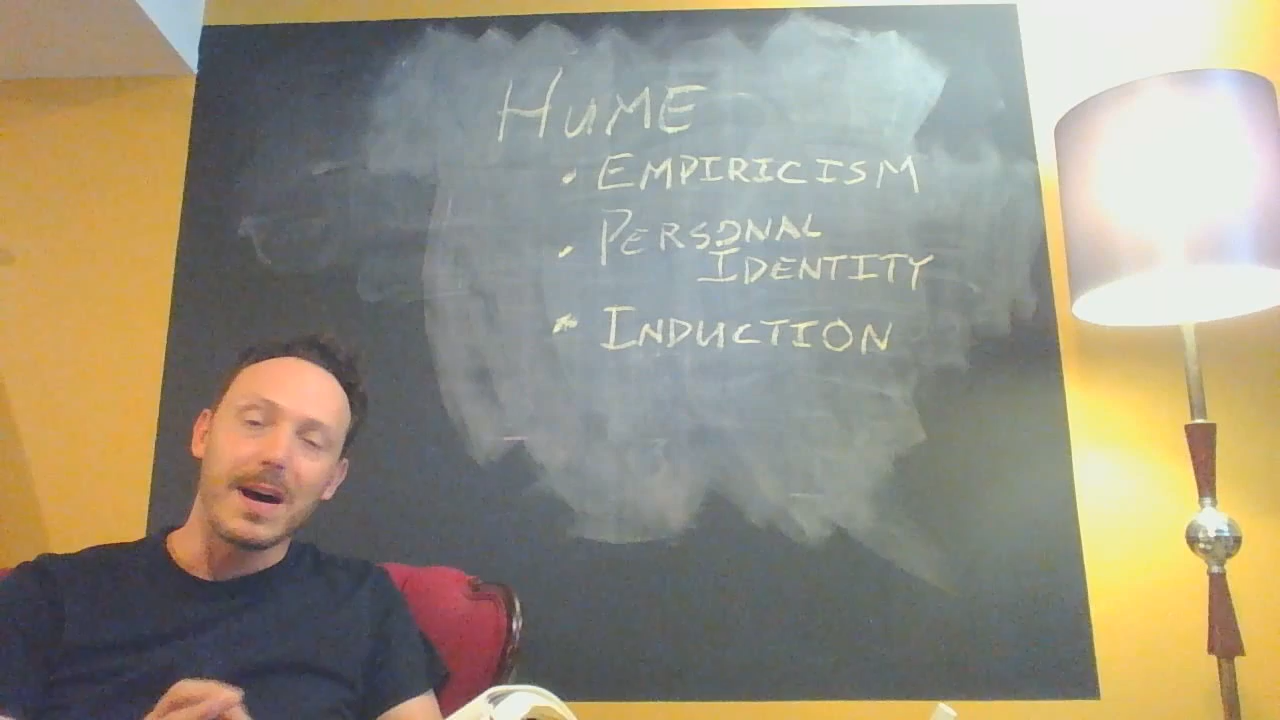 HUME
• EMPIRICISM
• PERSONAL
IDENTITY
• INDUCTION